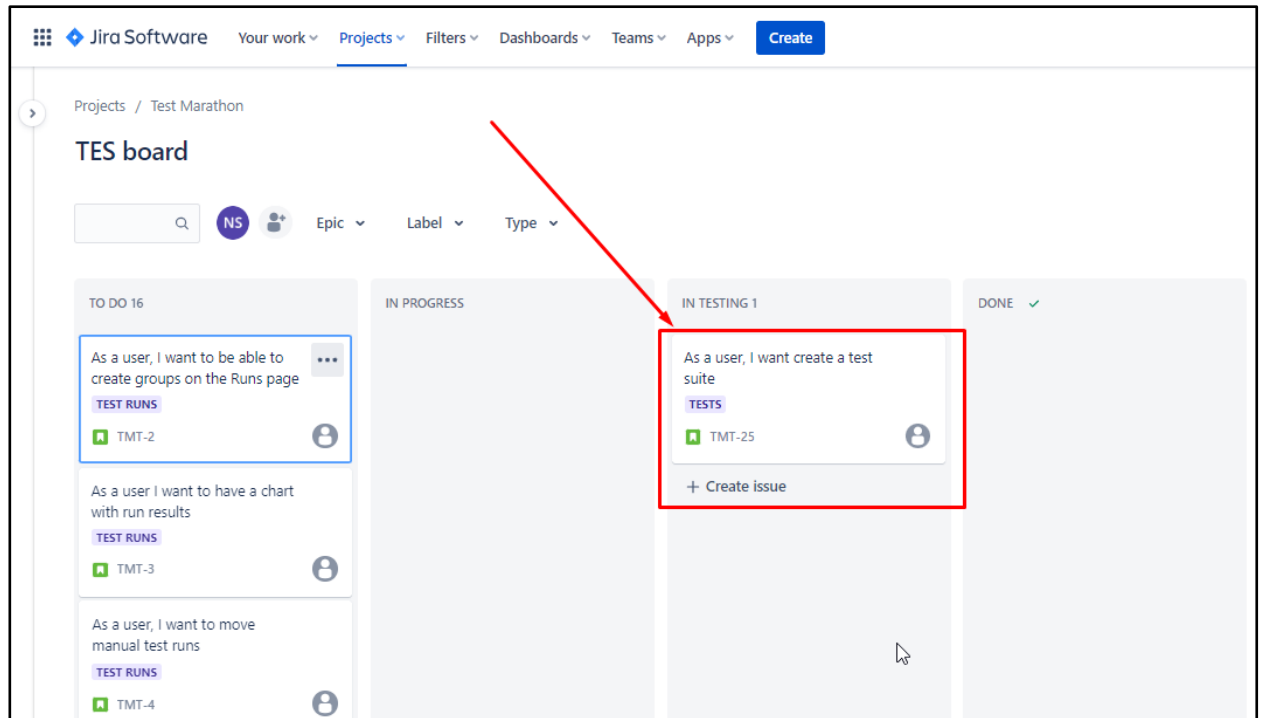 Jira Software Your work Projects Filters Dashboards Teams Apps Create
Projects / Test Marathon
TES board
NS Epic Label Type
TO DO 16
As a user, I want to be able to
create groups on the Runs page
TEST RUNS
TMT-2
As a user I want to have a chart
with run results
TEST RUNS
TMT-3
As a user, I want to move
manual test runs
TEST RUNS
TMT-4
IN PROGRESS
IN TESTING 1
As a user, I want create a test
suite
TESTS
TMT-25
+ Create issue
DONE